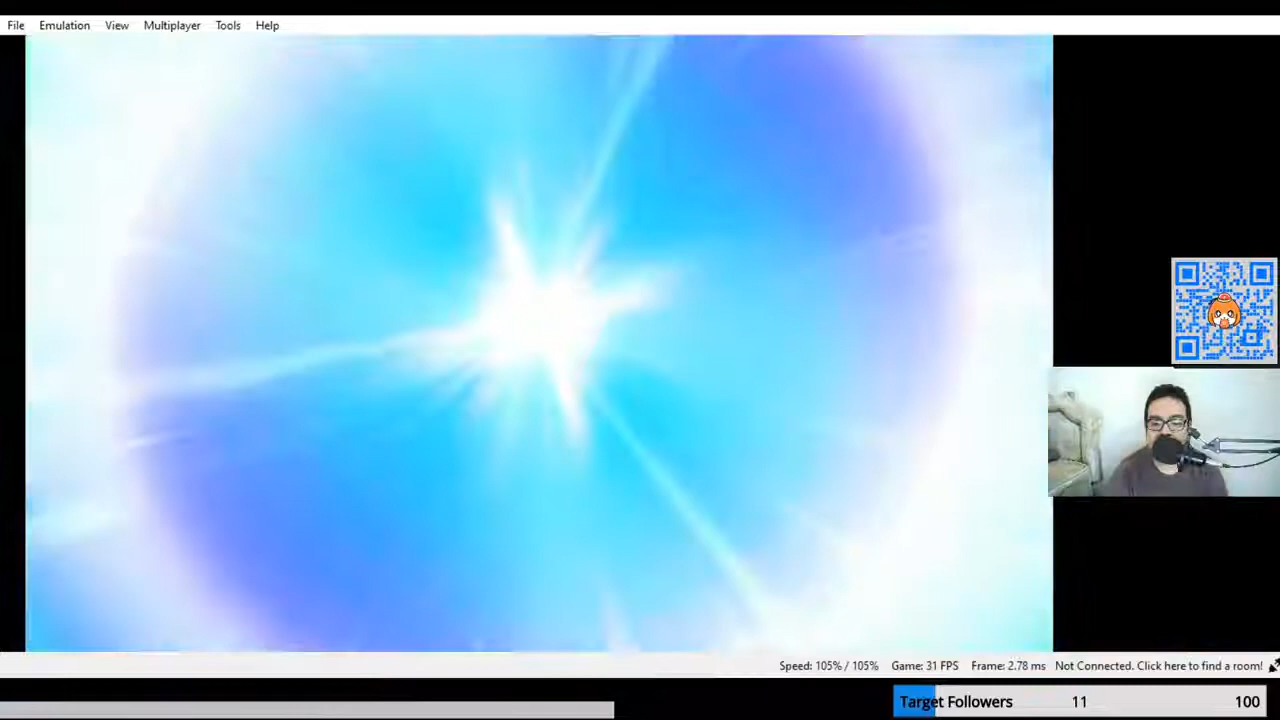 File Emulation View Multiplayer Tools Help
Speed: 105% / 105% Game: 31 FPS Frame: 2.78 ms Not Connected. Click here to find a room!
Target Followers 11 100